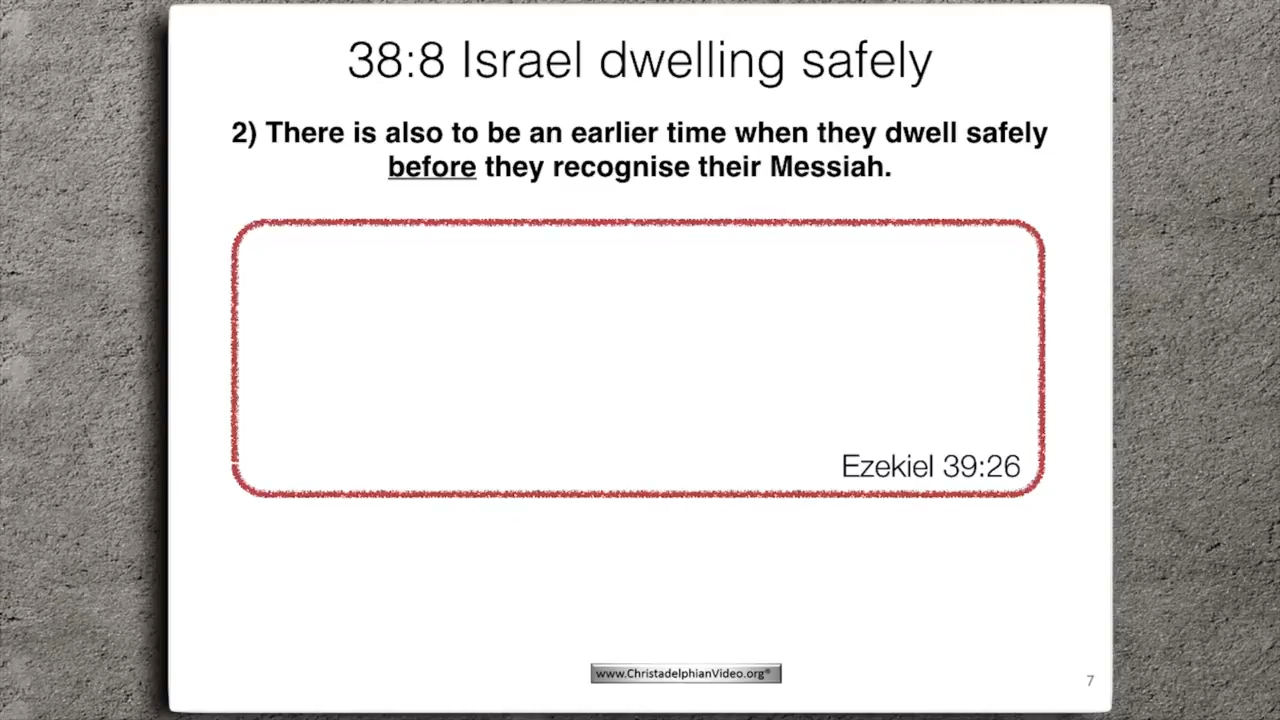 38:8 Israel dwelling safely
2) There is also to be an earlier time when they dwell safely
before they recognise their Messiah.
Ezekiel 39:26
www.ChristadelphianVideo.org®
7